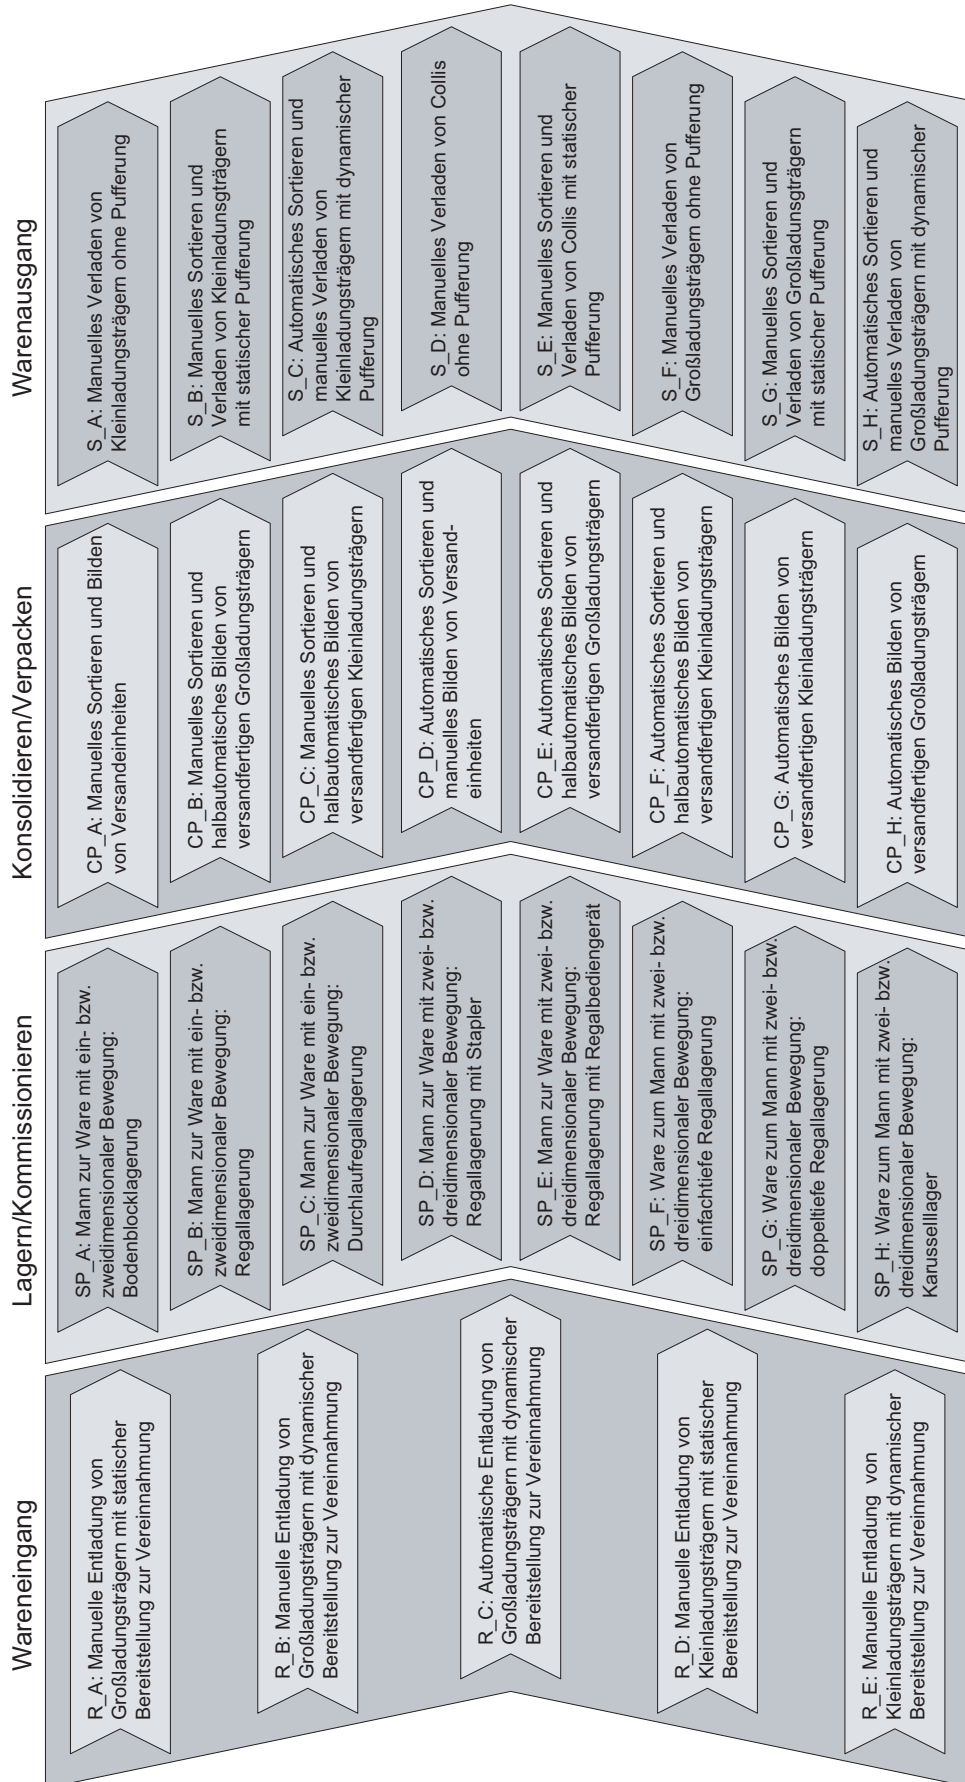 Wareneingang
R_A: Manuelle Entladung von
Großladungsträgern mit statischer
Bereitstellung zur Vereinnahmung
R_B: Manuelle Entladung von
Großladungsträgern mit dynamischer
Bereitstellung zur Vereinnahmung
R_C: Automatische Entladung von
Großladungsträgern mit dynamischer
Bereitstellung zur Vereinnahmung
R_D: Manuelle Entladung von
Kleinladungsträgern mit statischer
Bereitstellung zur Vereinnahmung
R_E: Manuelle Entladung von
Kleinladungsträgern mit dynamischer
Bereitstellung zur Vereinnahmung
Lagern/Kommissionieren
SP_A: Mann zur Ware mit ein- bzw.
zweidimensionaler Bewegung:
Bodenblocklagerung
SP_B: Mann zur Ware mit ein- bzw.
zweidimensionaler Bewegung:
Regallagerung
SP_C: Mann zur Ware mit ein- bzw.
zweidimensionaler Bewegung:
Durchlaufregallagerung
SP_D: Mann zur Ware mit zwei- bzw.
dreidimensionaler Bewegung:
Regallagerung mit Stapler
SP_E: Mann zur Ware mit zwei- bzw.
dreidimensionaler Bewegung:
Regallagerung mit Regalbediengerät
SP_F: Ware zum Mann mit zwei- bzw.
dreidimensionaler Bewegung:
einfachtiefe Regallagerung
SP_G: Ware zum Mann mit zwei- bzw.
dreidimensionaler Bewegung:
doppeltiefe Regallagerung
SP_H: Ware zum Mann mit zwei- bzw.
dreidimensionaler Bewegung:
Karusselllager
Konsolidieren/Verpacken
CP_A: Manuelles Sortieren und Bilden
von Versandeinheiten
CP_B: Manuelles Sortieren und
halbautomatisches Bilden von
versandfertigen Großladungsträgern
CP_C: Manuelles Sortieren und
halbautomatisches Bilden von
versandfertigen Kleinladungsträgern
CP_D: Automatisches Sortieren und
manuelles Bilden von Versand-
einheiten
CP_E: Automatisches Sortieren und
halbautomatisches Bilden von
versandfertigen Großladungsträgern
CP_F: Automatisches Sortieren und
halbautomatisches Bilden von
versandfertigen Kleinladungsträgern
CP_G: Automatisches Bilden von
versandfertigen Kleinladungsträgern
CP_H: Automatisches Bilden von
versandfertigen Großladungsträgern
Warenausgang
S_A: Manuelles Verladen von
Kleinladungsträgern ohne Pufferung
S_B: Manuelles Sortieren und
Verladen von Kleinladunsgträgern
mit statischer Pufferung
S_C: Automatisches Sortieren und
manuelles Verladen von
Kleinladungsträgern mit dynamischer
Pufferung
S_D: Manuelles Verladen von Collis
ohne Pufferung
S_E: Manuelles Sortieren und
Verladen von Collis mit statischer
Pufferung
S_F: Manuelles Verladen von
Großladungsträgern ohne Pufferung
S_G: Manuelles Sortieren und
Verladen von Großladunsgträgern
mit statischer Pufferung
S_H: Automatisches Sortieren und
manuelles Verladen von
Großladungsträgern mit dynamischer
Pufferung